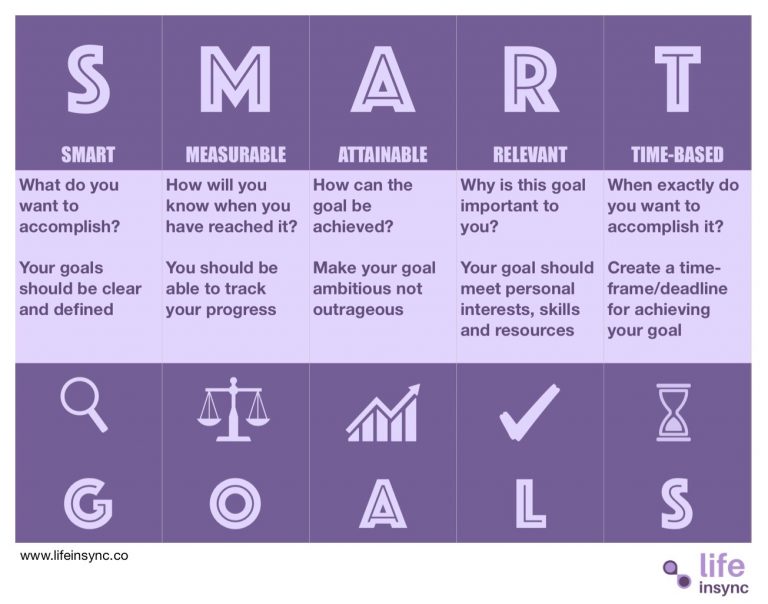 S M A R T
SMART MEASURABLE ATTAINABLE RELEVANT TIME-BASED
What do you
want to
accomplish?
Your goals
should be clear
and defined
How will you
know when you
have reached it?
You should be
able to track
your progress
How can the
goal be
achieved?
Make your goal
ambitious not
outrageous
Why is this goal
important to
you?
Your goal should
meet personal
interests, skills
and resources
When exactly do
you want to
accomplish it?
Create a time-
frame/deadline
for achieving
your goal
G O A L S
www.lifeinsync.co
life
insync